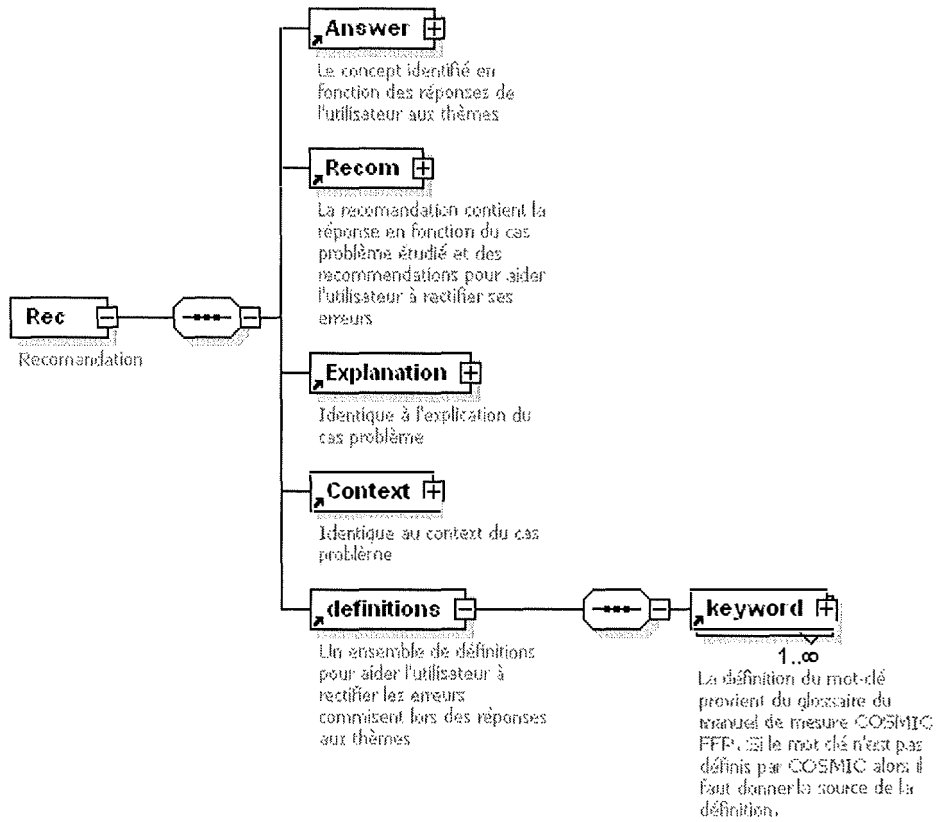 Answer
Le concept identifié en
fonction des réponses de
l'utilisateur aux thèmes
Recom
La recomandation contient la
réponse en fonction du cas
problème étudié et des
recommendations pour aider
l'utilisateur à rectifier ses
erreurs
Rec
Recomandation
Explanation
Identique à l'explication du
cas problème
Context
Identique au context du cas
problème
definitions
Un ensemble de définitions
pour aider l'utilisateur à
rectifier les erreurs
commisent lors des réponses
aux thèmes
keyword
1..∞
La définition du mot-clé
provient du glossaire du
manuel de mesure COSMIC
FFP. Si le mot clé n'est pas
définis par COSMIC alors il
faut donner la source de la
définition.